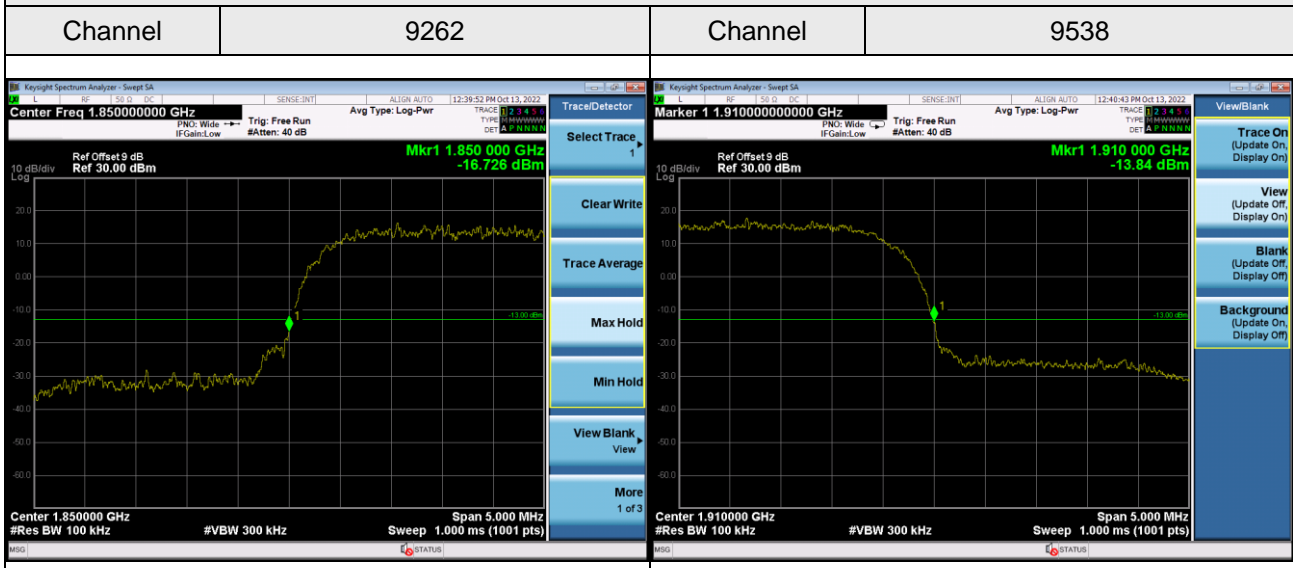 Channel 9262 Channel 9538
Keysight Spectrum Analyzer - Swept SA
L RF 50 Ω DC SENSE:INT ALIGN AUTO 12:39:52 PM Oct 13, 2022
Center Freq 1.850000000 GHz
PNO: Wide
IFGain:Low
Trig: Free Run
#Atten: 40 dB
Avg Type: Log-Pwr
TRACE 1 2 3 4 5 6
TYPE MMWWWW
DET A P N N N N
Ref Offset 9 dB
Ref 30.00 dBm
10 dB/div
Log
Mkr1 1.850 000 GHz
-16.726 dBm
20.0
10.0
0.00
-10.0
-20.0
-30.0
-40.0
-50.0
-60.0
1
-13.00 dBm
Center 1.850000 GHz
#Res BW 100 kHz
#VBW 300 kHz
Span 5.000 MHz
Sweep 1.000 ms (1001 pts)
MSG
STATUS
Trace/Detector
Select Trace
1
Clear Write
Trace Average
Max Hold
Min Hold
View Blank
View
More
1 of 3
Keysight Spectrum Analyzer - Swept SA
L RF 50 Ω DC SENSE:INT ALIGN AUTO 12:40:43 PM Oct 13, 2022
Marker 1 1.910000000000 GHz
PNO: Wide
IFGain:Low
Trig: Free Run
#Atten: 40 dB
Avg Type: Log-Pwr
TRACE 1 2 3 4 5 6
TYPE MMWWWW
DET A P N N N N
Ref Offset 9 dB
Ref 30.00 dBm
10 dB/div
Log
Mkr1 1.910 000 GHz
-13.84 dBm
20.0
10.0
0.00
-10.0
-20.0
-30.0
-40.0
-50.0
-60.0
1
-13.00 dBm
Center 1.910000 GHz
#Res BW 100 kHz
#VBW 300 kHz
Span 5.000 MHz
Sweep 1.000 ms (1001 pts)
MSG
STATUS
View/Blank
Trace On
(Update On,
Display On)
View
(Update Off,
Display On)
Blank
(Update Off,
Display Off)
Background
(Update On,
Display Off)